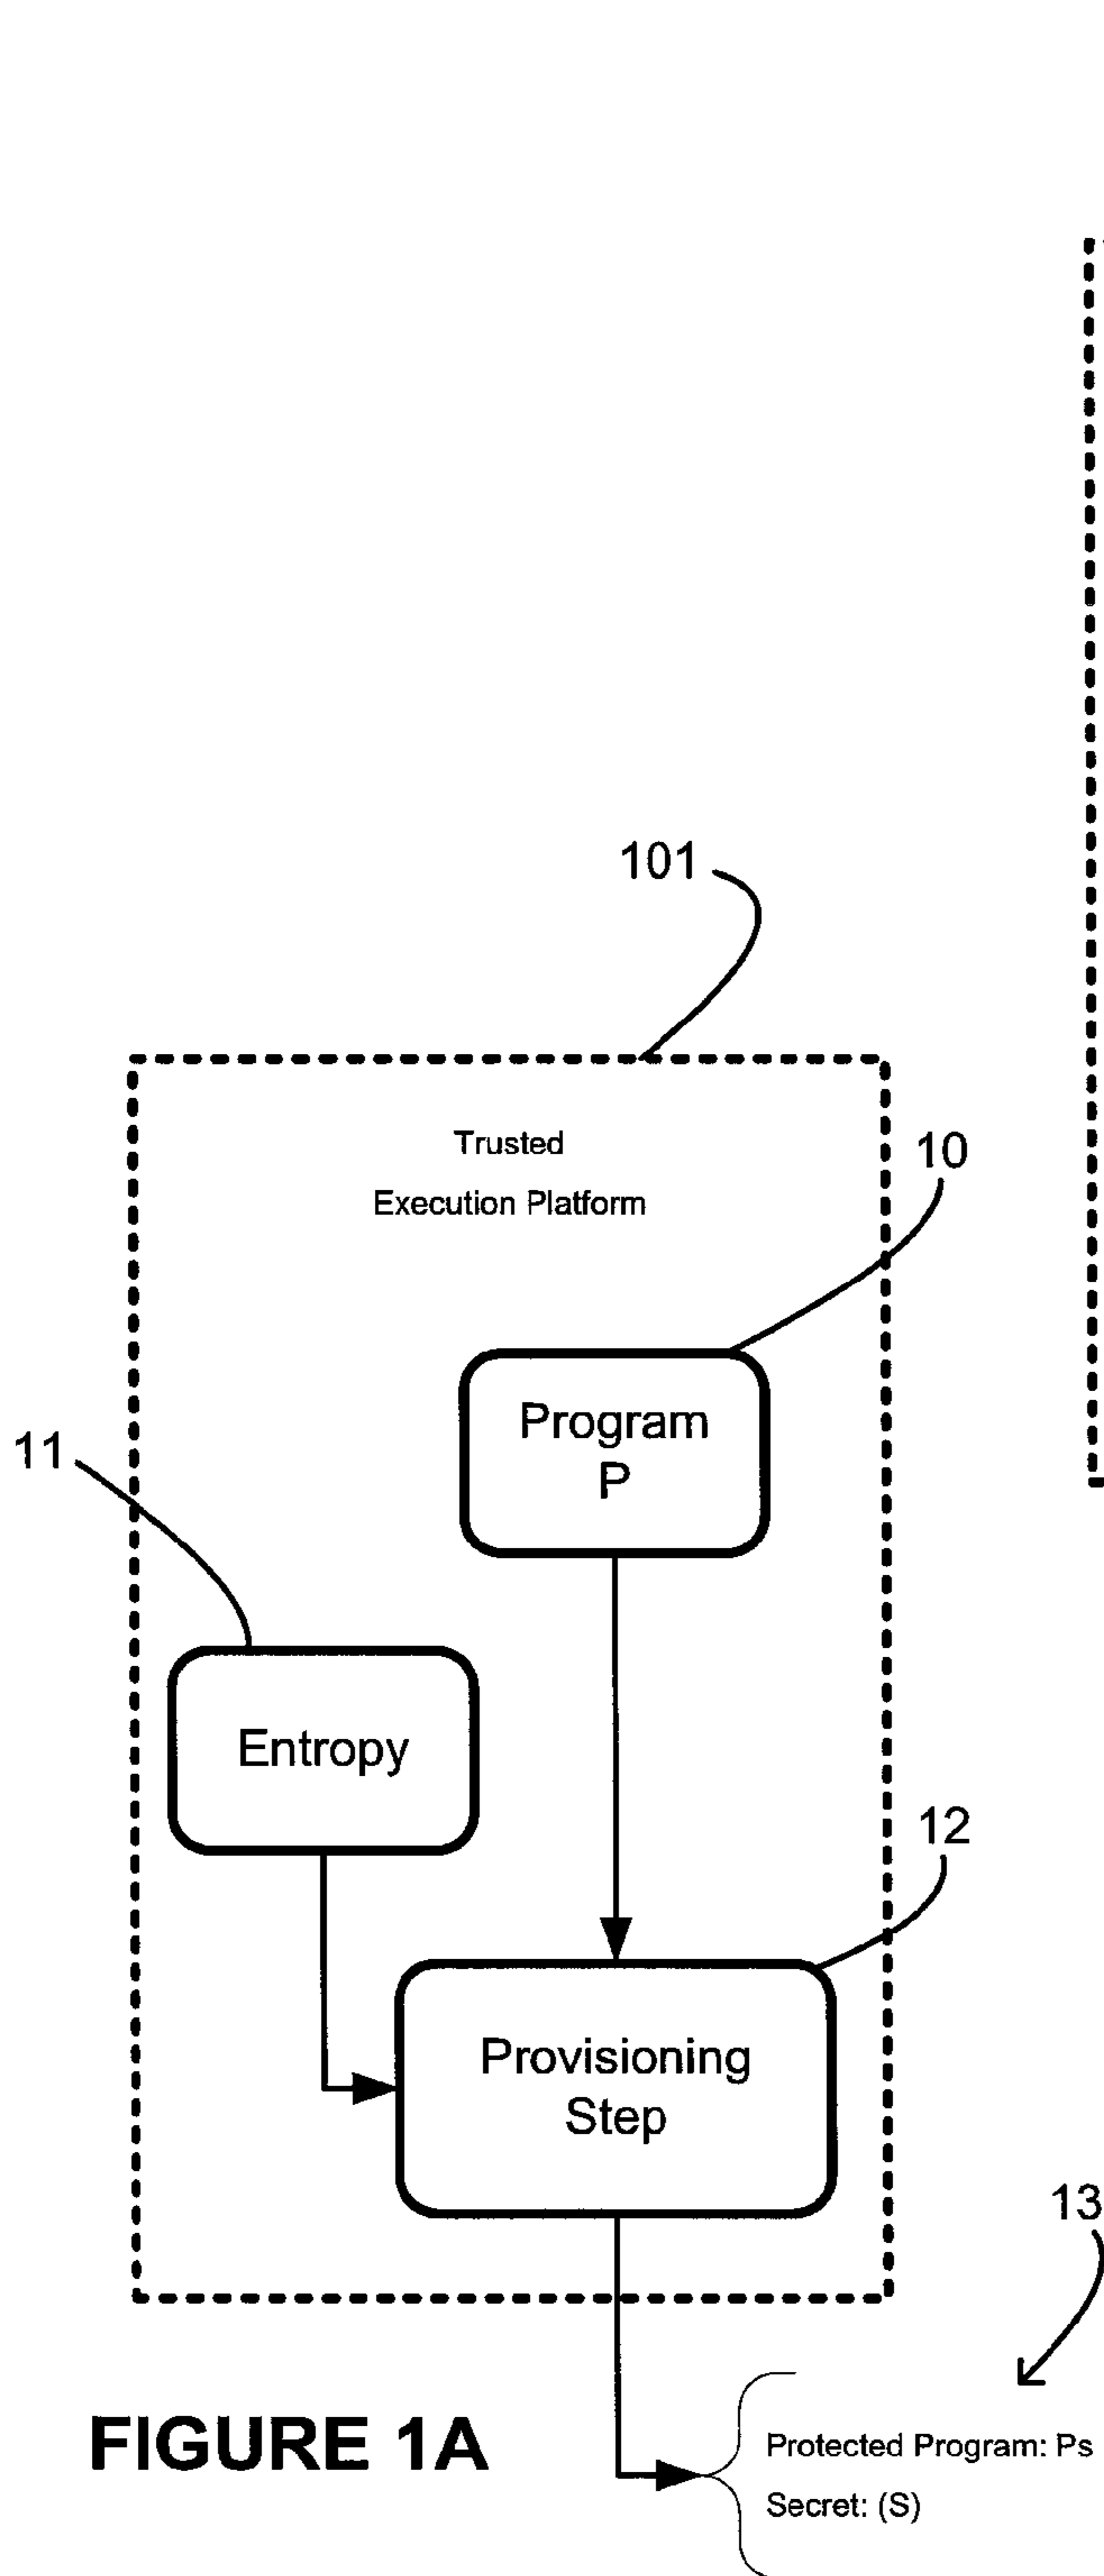 101
Trusted
Execution Platform
10
Program
P
11
Entropy
12
Provisioning
Step
13
FIGURE 1A
Protected Program: Ps
Secret: (S)